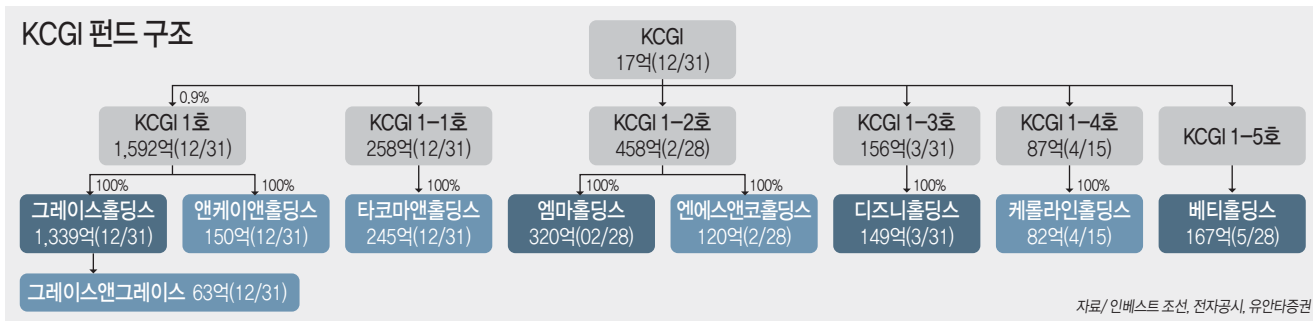 KCGI 펀드 구조
KCGI
17억(12/31)
0.9%
KCGI 1호
1,592억(12/31)
KCGI 1-1호
258억(12/31)
KCGI 1-2호
458억(2/28)
KCGI 1-3호
156억(3/31)
KCGI 1-4호
87억(4/15)
KCGI 1-5호
100%
100%
100%
100%
100%
100%
100%
그레이스홀딩스
1,339억(12/31)
앤케이앤홀딩스
150억(12/31)
타코마앤홀딩스
245억(12/31)
엠마홀딩스
320억(02/28)
엔에스앤코홀딩스
120억(2/28)
디즈니홀딩스
149억(3/31)
케롤라인홀딩스
82억(4/15)
베티홀딩스
167억(5/28)
그레이스앤그레이스 63억(12/31)
자료/ 인베스트 조선, 전자공시, 유안타증권